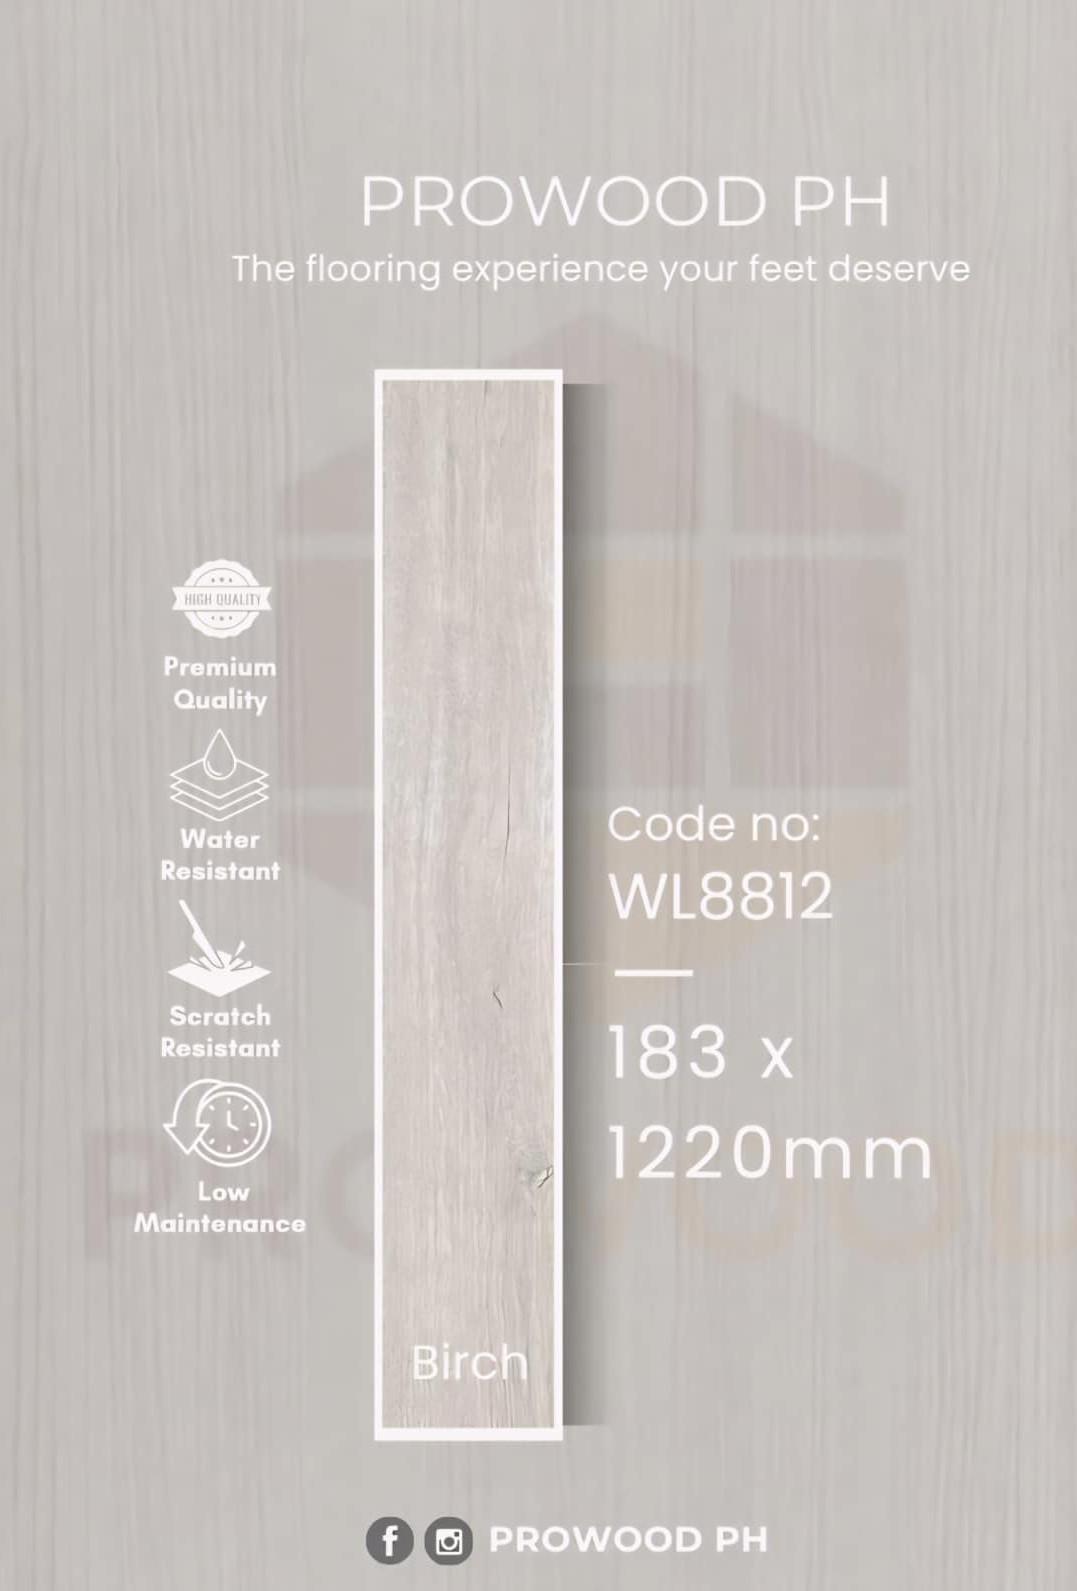 PROWOOD PH
The flooring experience your feet deserve
HIGH QUALITY
Premium
Quality
Water
Resistant
Scratch
Resistant
Low
Maintenance
Code no:
WL8812
183 x
1220mm
Birch
PROWOOD
PROWOOD PH